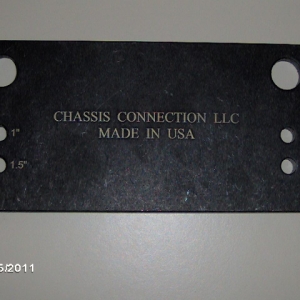 CHASSIS CONNECTION LLC
MADE IN USA
1"
1.5"
/2011